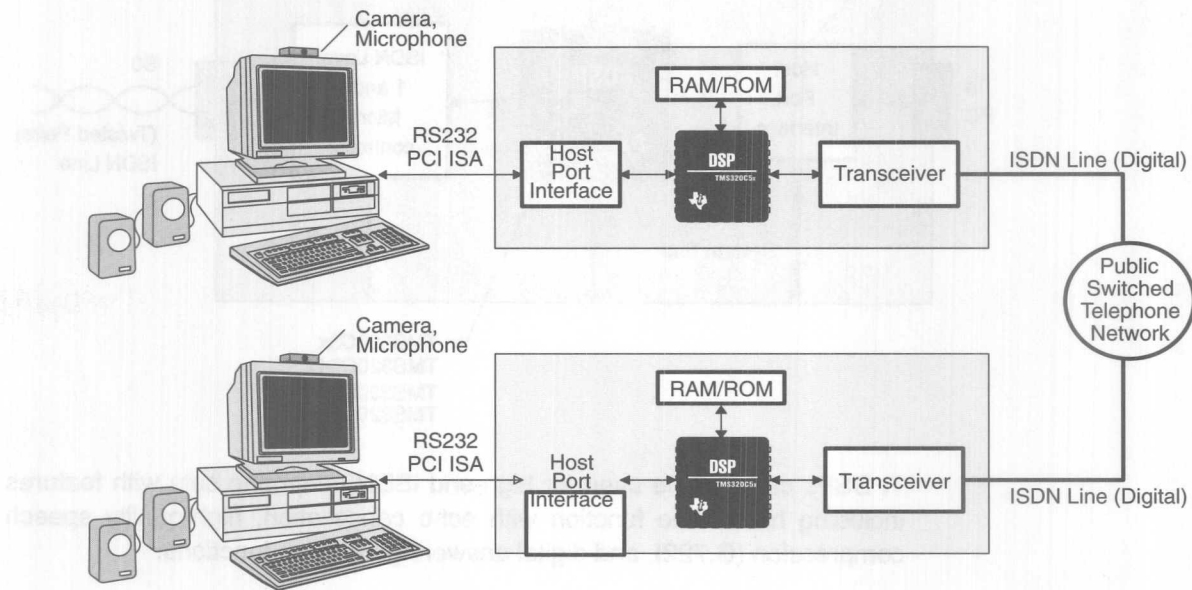 Camera,
Microphone
RAM/ROM
RS232
PCI ISA
Host
Port
Interface
DSP
TMS320C5x
Transceiver
ISDN Line (Digital)
Public
Switched
Telephone
Network
Camera,
Microphone
RAM/ROM
RS232
PCI ISA
Host
Port
Interface
DSP
TMS320C5x
Transceiver
ISDN Line (Digital)